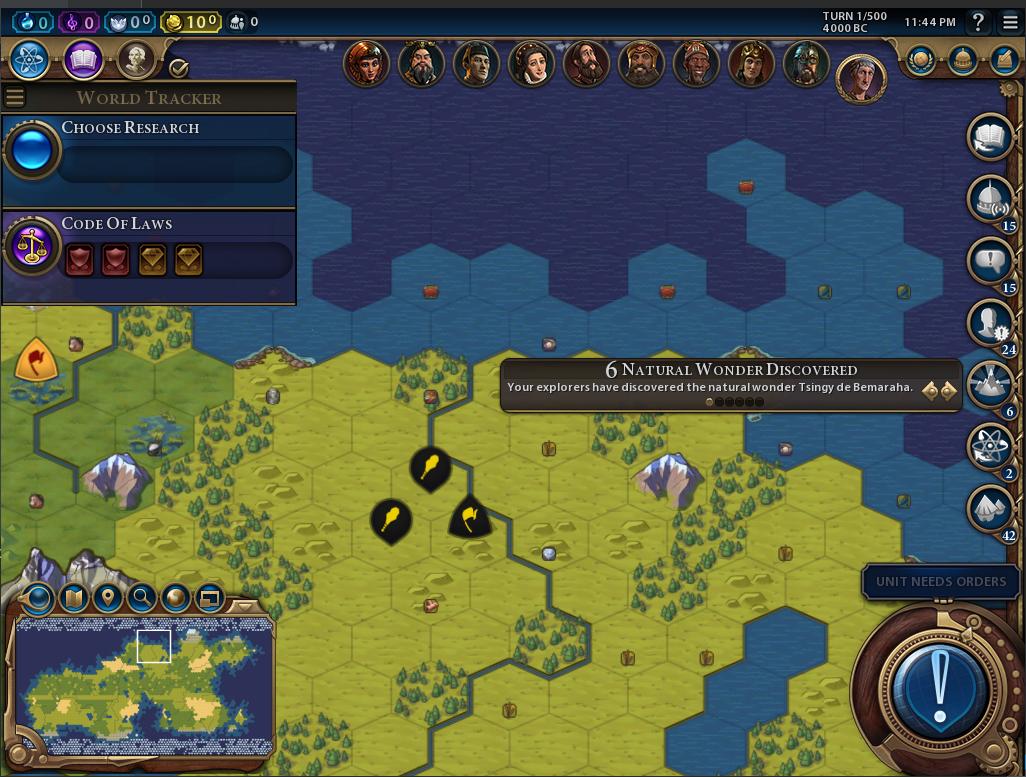 0 0 0⁰ 10⁰ 0
TURN 1/500
4000 BC
11:44 PM
?
WORLD TRACKER
CHOOSE RESEARCH
CODE OF LAWS
15
15
24
6 NATURAL WONDER DISCOVERED
Your explorers have discovered the natural wonder Tsingy de Bemaraha.
6
2
42
UNIT NEEDS ORDERS